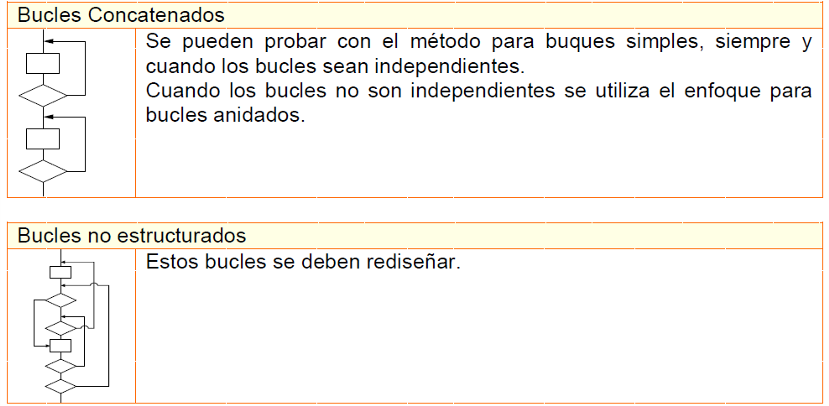 Bucles Concatenados
Se pueden probar con el método para buques simples, siempre y
cuando los bucles sean independientes.
Cuando los bucles no son independientes se utiliza el enfoque para
bucles anidados.
Bucles no estructurados
Estos bucles se deben rediseñar.